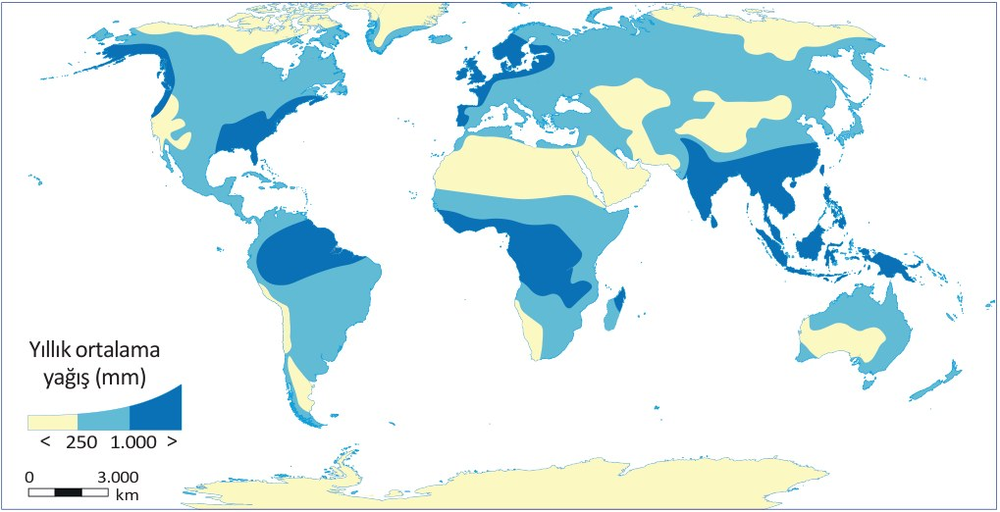 Yıllık ortalama
yağış (mm)
< 250 1.000 >
0 3.000
km